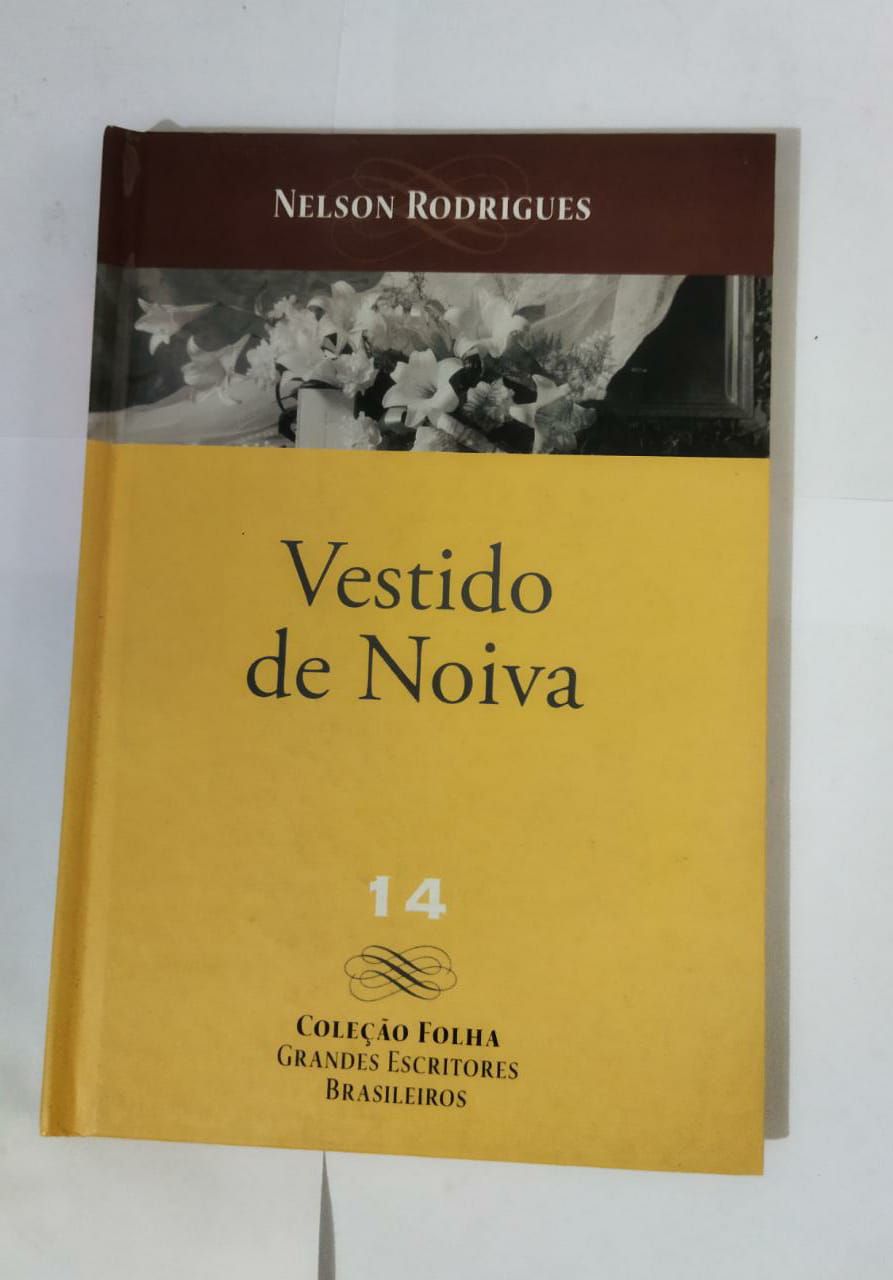 Nelson Rodrigues
Vestido
de Noiva
14
Coleção Folha
Grandes Escritores
Brasileiros